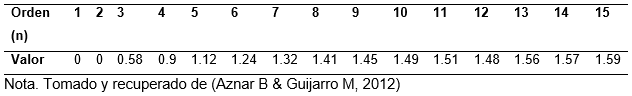 Orden (n) 1 2 3 4 5 6 7 8 9 10 11 12 13 14 15
Valor 0 0 0.58 0.9 1.12 1.24 1.32 1.41 1.45 1.49 1.51 1.48 1.56 1.57 1.59
Nota. Tomado y recuperado de (Aznar B & Guijarro M, 2012)